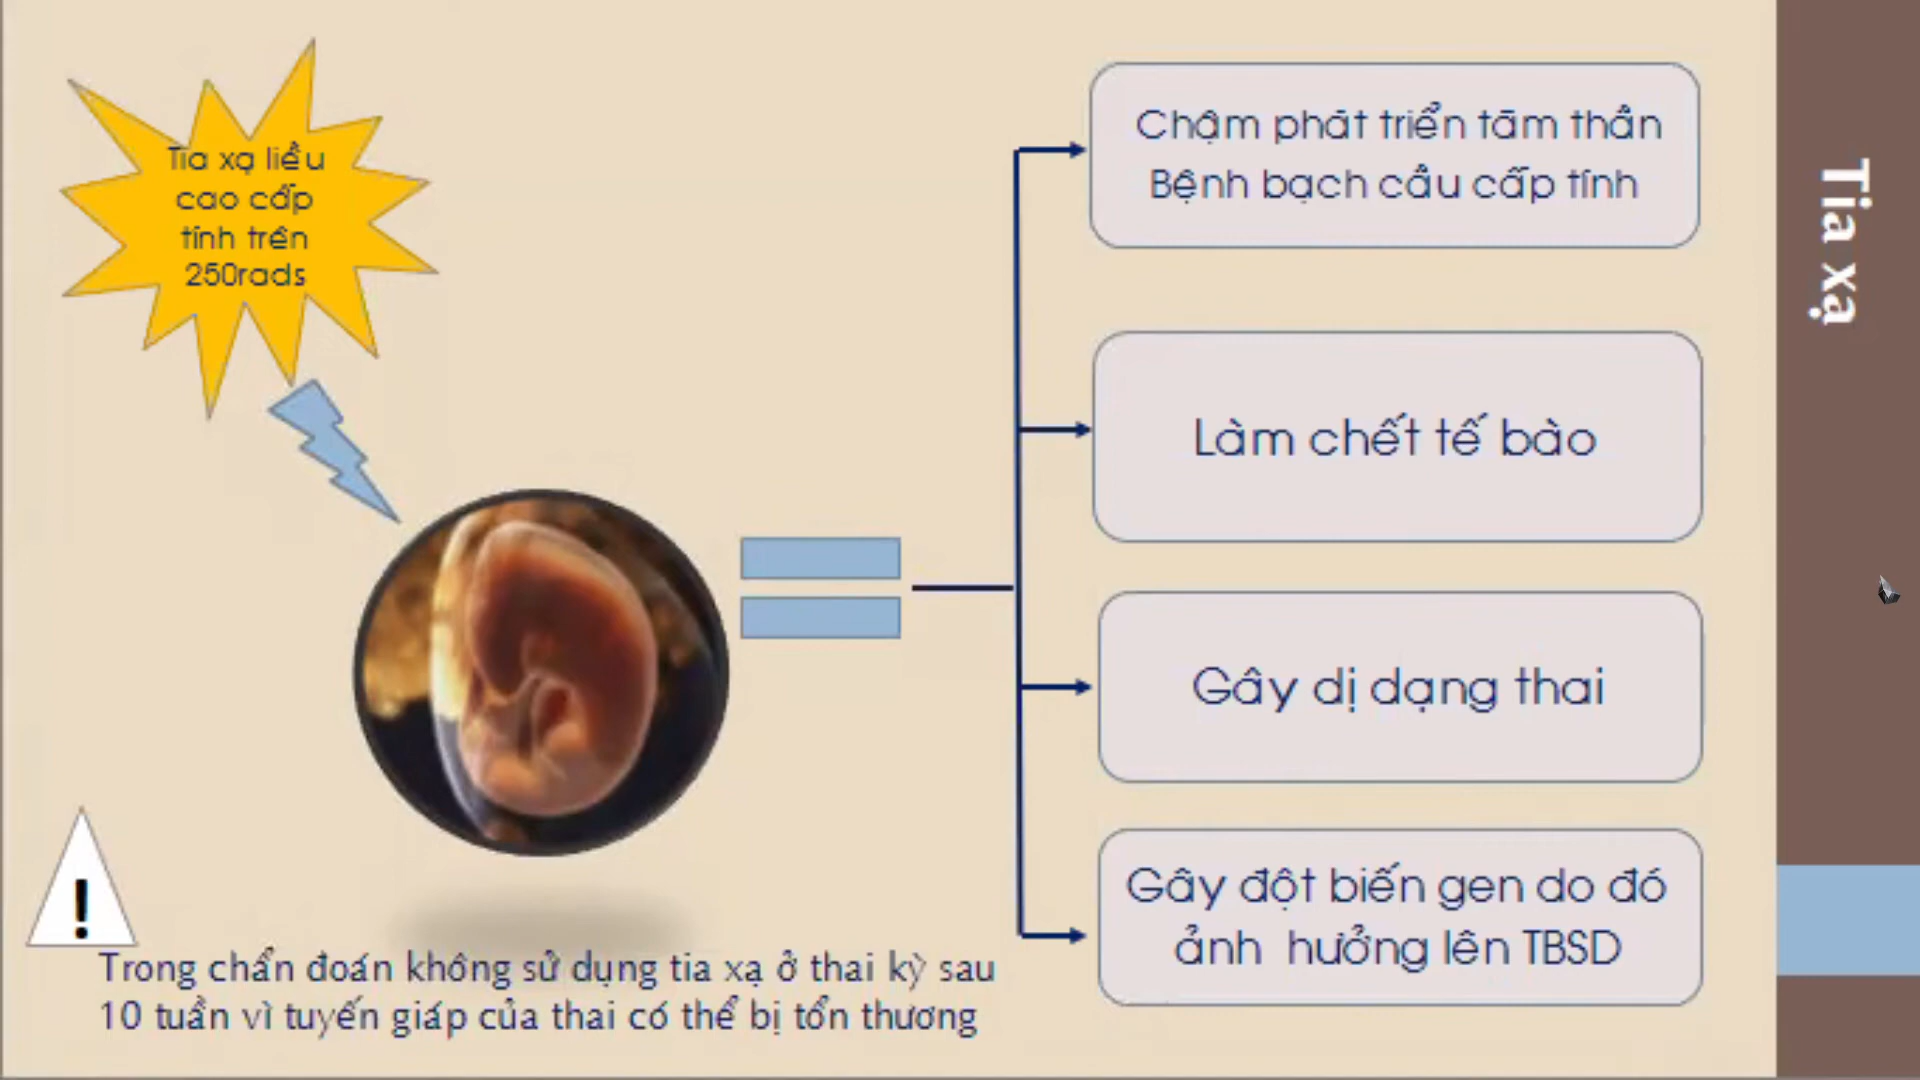 Tia xạ liều
cao cấp
tính trên
250rads
Chậm phát triển tâm thần
Bệnh bạch cầu cấp tính
Làm chết tế bào
Gây dị dạng thai
Gây đột biến gen do đó
ảnh hưởng lên TBSD
!
Trong chẩn đoán không sử dụng tia xạ ở thai kỳ sau
10 tuần vì tuyến giáp của thai có thể bị tổn thương
Tia xạ